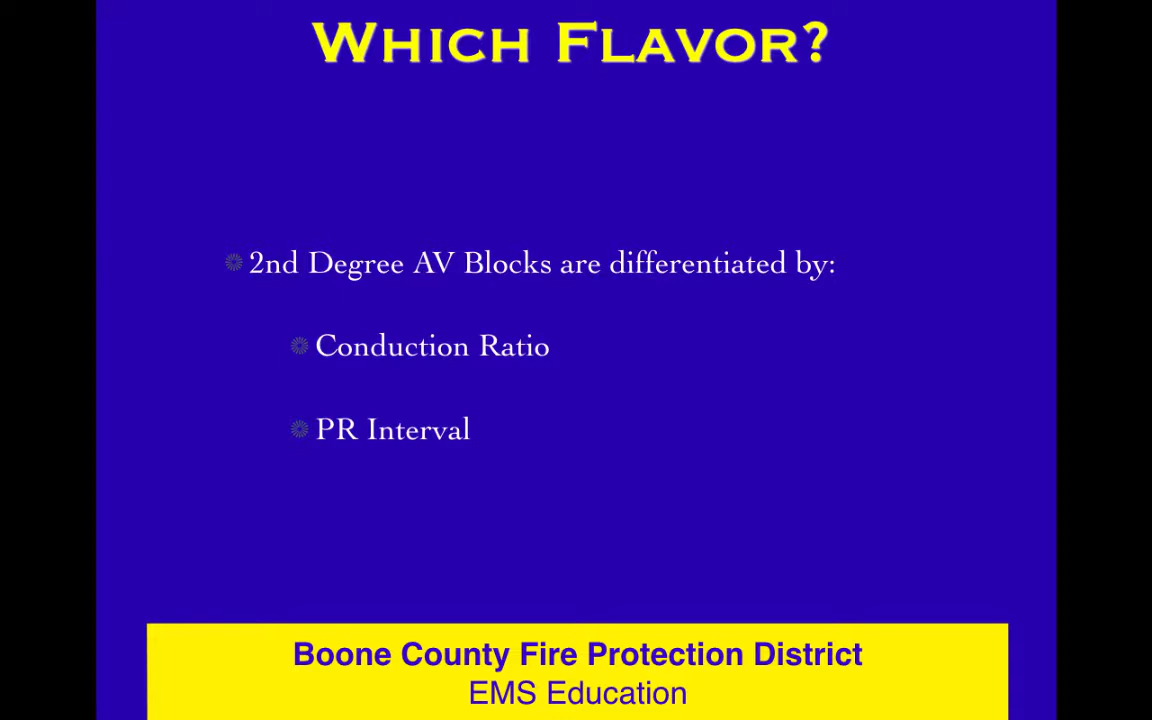 Which Flavor?
2nd Degree AV Blocks are differentiated by:
Conduction Ratio
PR Interval
Boone County Fire Protection District
EMS Education